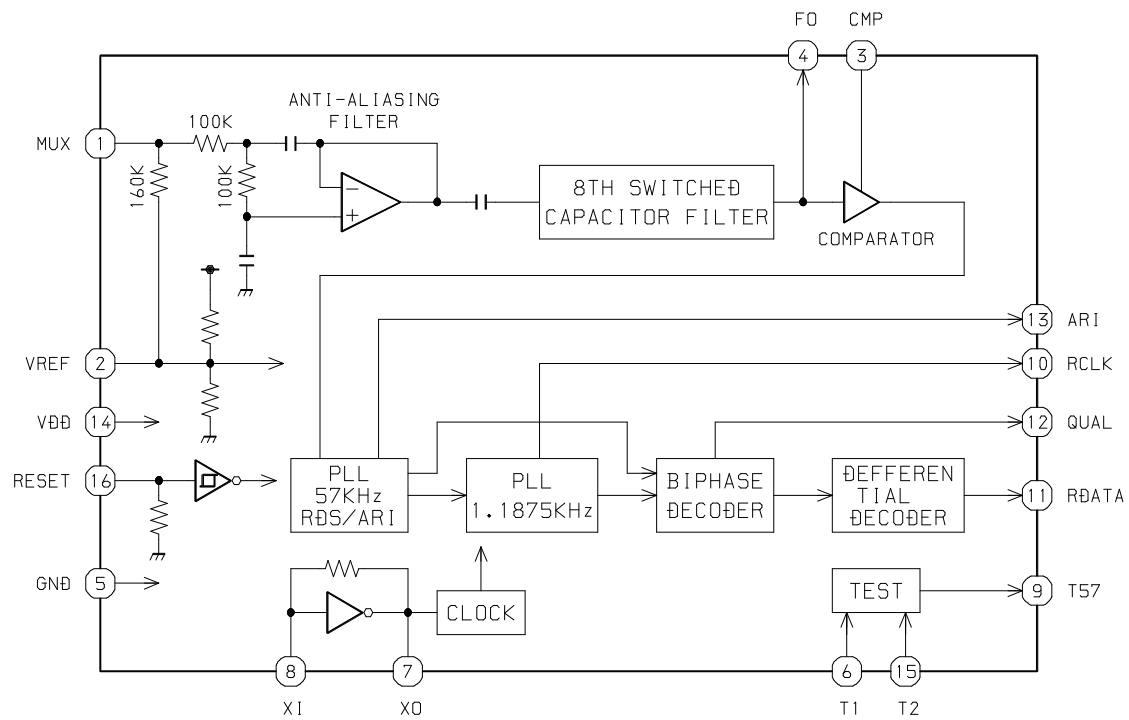 FO CMP
4 3
ANTI-ALIASING
FILTER
MUX 1 100K
160K 100K
− +
8TH SWITCHED
CAPACITOR FILTER
COMPARATOR
13 ARI
VREF 2
10 RCLK
VDD 14
12 QUAL
RESET 16
PLL
57KHz
RDS/ARI
PLL
1.1875KHz
BIPHASE
DECODER
DEFFEREN
TIAL
DECODER
11 RDATA
GND 5
CLOCK
TEST
9 T57
8 7 6 15
XI XO T1 T2